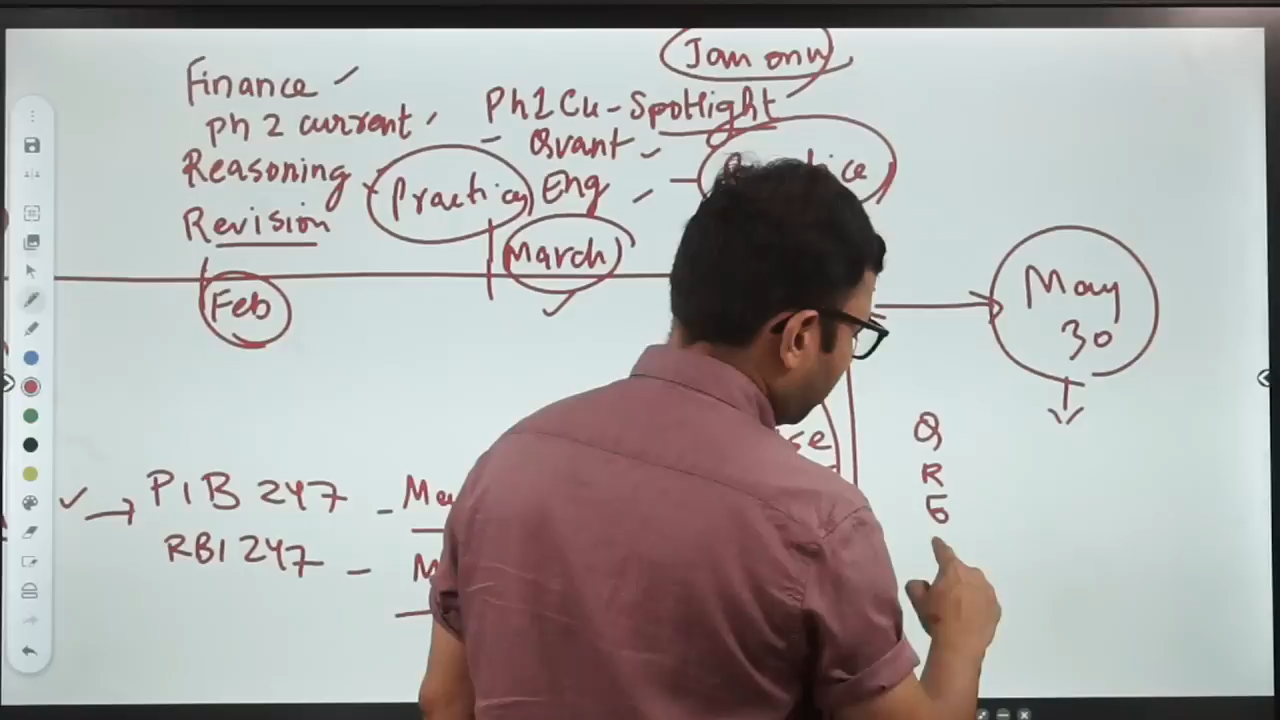 Jan onw
Finance
Ph2 Cu - Spotlight
ph 2 current
Quant
Reasoning
Practice
Eng
Revision
March
Feb
May
30
Q
R
E
PIB 247 -
RBI 247 -